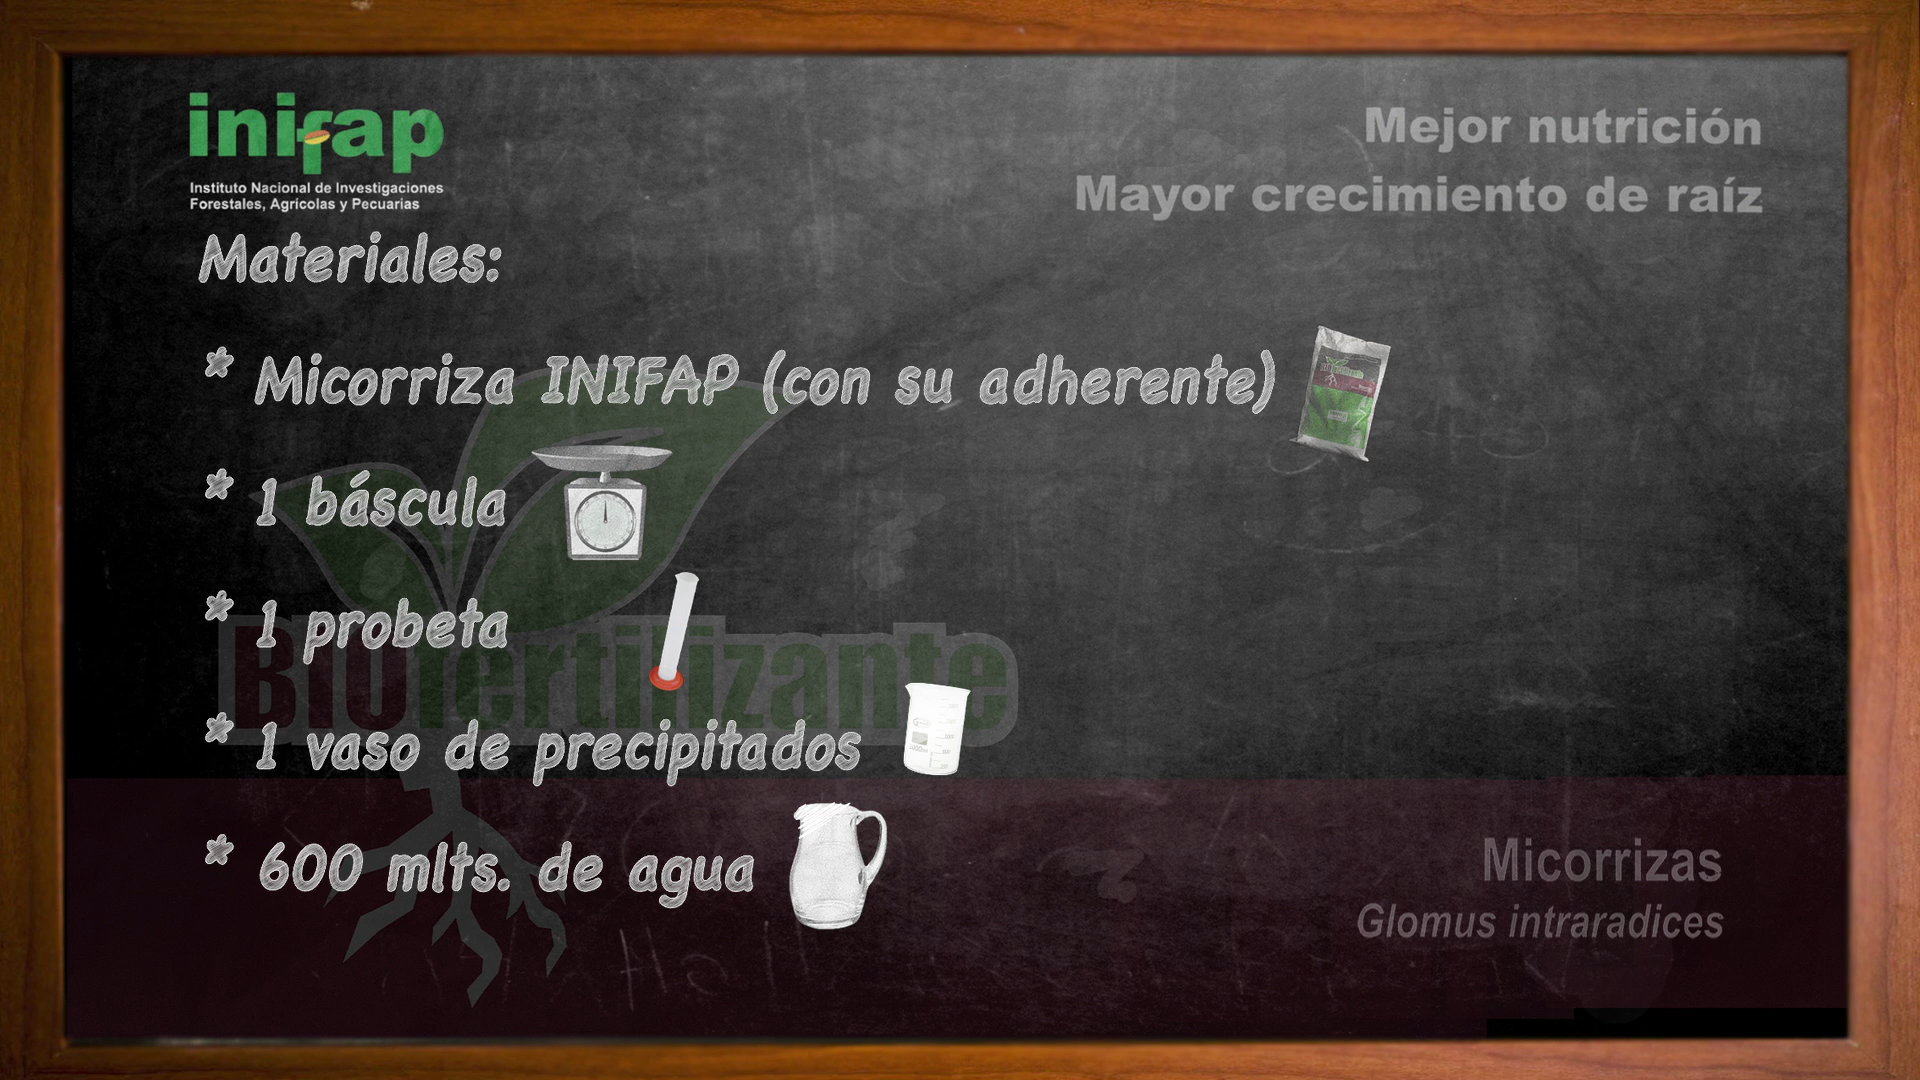 inifap
Instituto Nacional de Investigaciones
Forestales, Agrícolas y Pecuarias
Mejor nutrición
Mayor crecimiento de raíz
Materiales:
* Micorriza INIFAP (con su adherente)
* 1 báscula
* 1 probeta
BIOfertilizante
* 1 vaso de precipitados
* 600 mlts. de agua
Micorrizas
Glomus intraradices